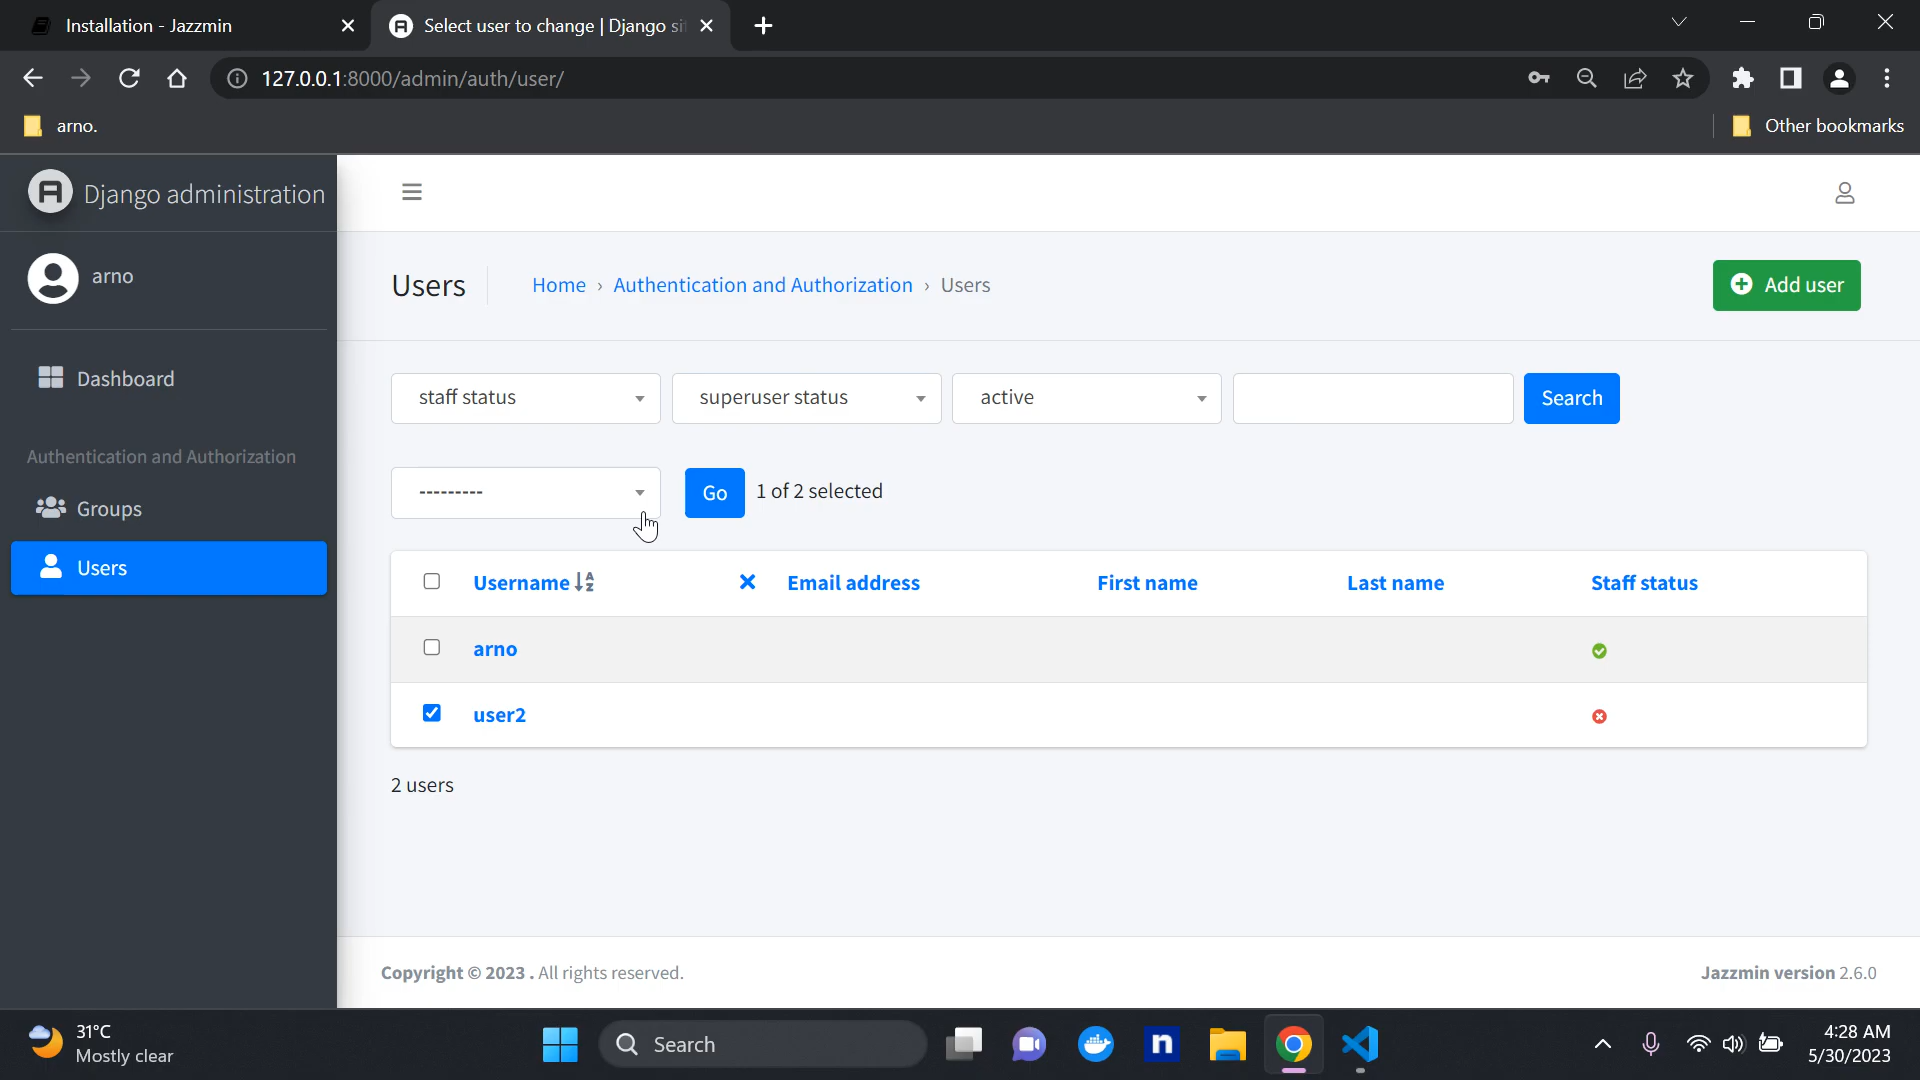 Installation - Jazzmin
Select user to change | Django si
127.0.0.1:8000/admin/auth/user/
arno.
Other bookmarks
Django administration
arno
Users
Home › Authentication and Authorization › Users
Add user
Dashboard
staff status
superuser status
active
Search
Authentication and Authorization
---------
Go
1 of 2 selected
Groups
Users
Username
Email address
First name
Last name
Staff status
arno
user2
2 users
Copyright © 2023 . All rights reserved.
Jazzmin version 2.6.0
31°C
Mostly clear
Search
n
4:28 AM
5/30/2023